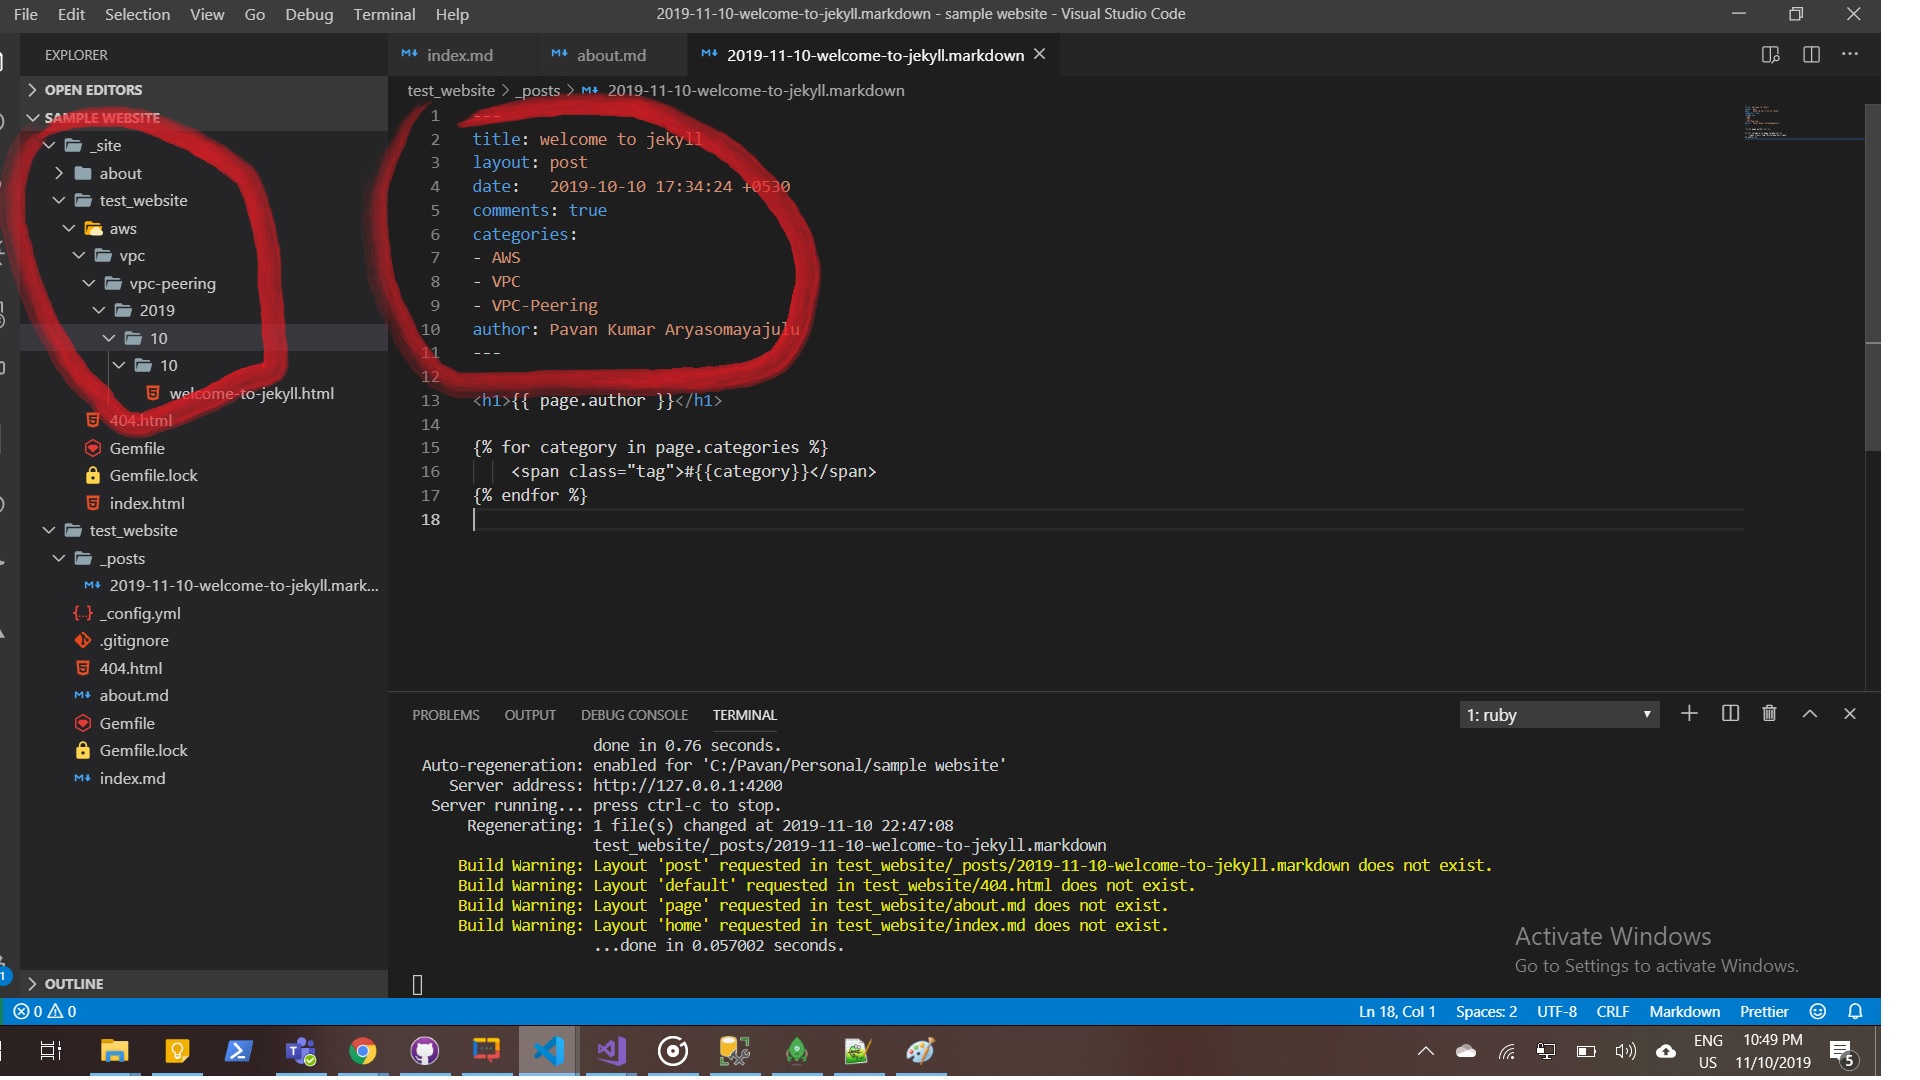 File Edit Selection View Go Debug Terminal Help
2019-11-10-welcome-to-jekyll.markdown - sample website - Visual Studio Code
EXPLORER
OPEN EDITORS
SAMPLE WEBSITE
_site
about
test_website
aws
vpc
vpc-peering
2019
10
10
welcome-to-jekyll.html
404.html
Gemfile
Gemfile.lock
index.html
test_website
_posts
2019-11-10-welcome-to-jekyll.mark...
_config.yml
.gitignore
404.html
about.md
Gemfile
Gemfile.lock
index.md
OUTLINE
index.md about.md 2019-11-10-welcome-to-jekyll.markdown
test_website > _posts > 2019-11-10-welcome-to-jekyll.markdown
1 ---
2 title: welcome to jekyll
3 layout: post
4 date: 2019-10-10 17:34:24 +0530
5 comments: true
6 categories:
7 - AWS
8 - VPC
9 - VPC-Peering
10 author: Pavan Kumar Aryasomayajulu
11 ---
12
13 <h1>{{ page.author }}</h1>
14
15 {% for category in page.categories %}
16 <span class="tag">#{{category}}</span>
17 {% endfor %}
18
PROBLEMS OUTPUT DEBUG CONSOLE TERMINAL
1: ruby
done in 0.76 seconds.
Auto-regeneration: enabled for 'C:/Pavan/Personal/sample website'
Server address: http://127.0.0.1:4200
Server running... press ctrl-c to stop.
Regenerating: 1 file(s) changed at 2019-11-10 22:47:08
test_website/_posts/2019-11-10-welcome-to-jekyll.markdown
Build Warning: Layout 'post' requested in test_website/_posts/2019-11-10-welcome-to-jekyll.markdown does not exist.
Build Warning: Layout 'default' requested in test_website/404.html does not exist.
Build Warning: Layout 'page' requested in test_website/about.md does not exist.
Build Warning: Layout 'home' requested in test_website/index.md does not exist.
...done in 0.057002 seconds.
Activate Windows
Go to Settings to activate Windows.
0 0
Ln 18, Col 1 Spaces: 2 UTF-8 CRLF Markdown Prettier
ENG
US
10:49 PM
11/10/2019
5